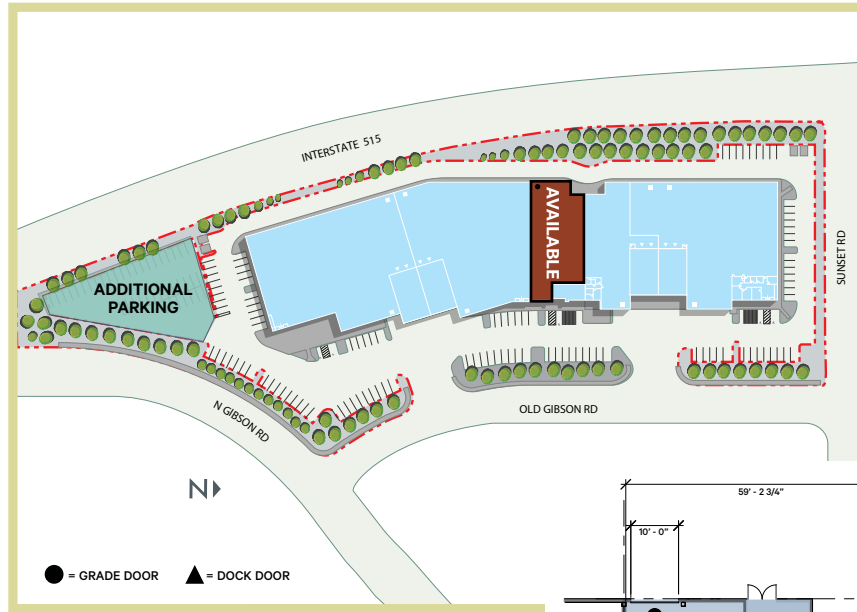 INTERSTATE 515
AVAILABLE
SUNSET RD
ADDITIONAL
PARKING
N GIBSON RD
OLD GIBSON RD
N
59' - 2 3/4"
10' - 0"
= GRADE DOOR
= DOCK DOOR